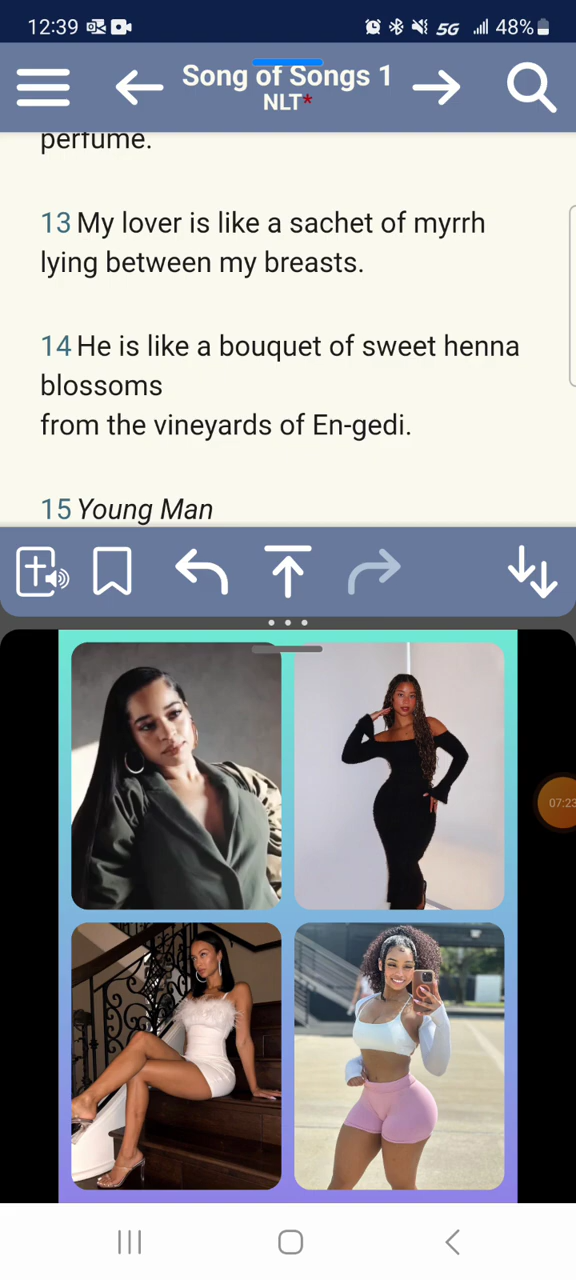 12:39 5G 48%
Song of Songs 1
NLT*
perfume.
13 My lover is like a sachet of myrrh
lying between my breasts.
14 He is like a bouquet of sweet henna
blossoms
from the vineyards of En-gedi.
15 Young Man
07:23